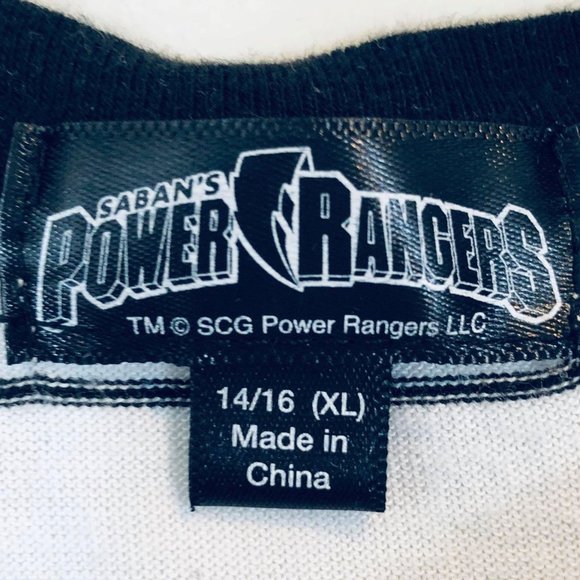 SABAN'S
POWER RANGERS
TM © SCG Power Rangers LLC
14/16 (XL)
Made in
China